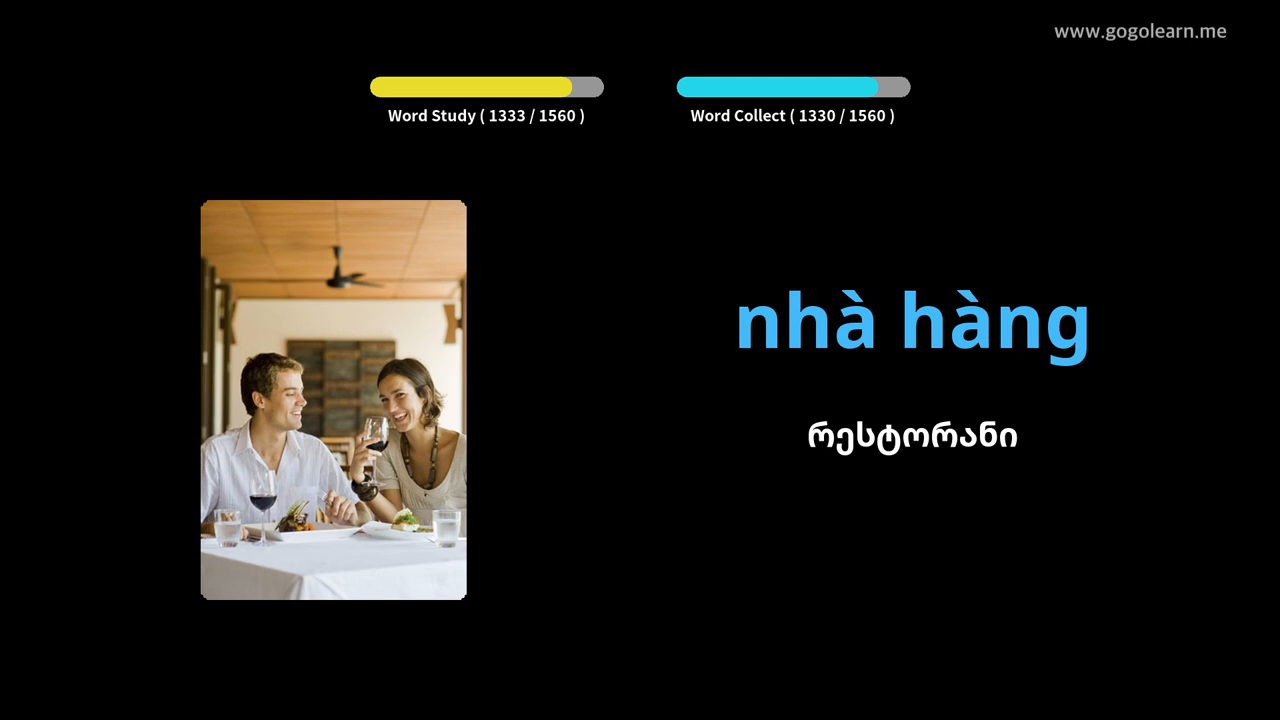 www.gogolearn.me
Word Study ( 1333 / 1560 )
Word Collect ( 1330 / 1560 )
nhà hàng
რესტორანი